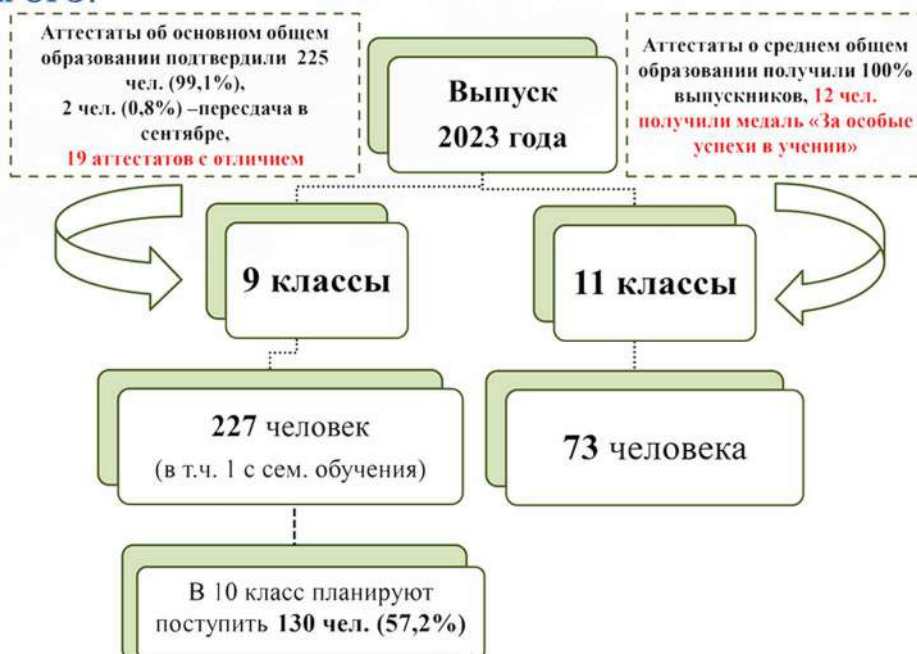 Аттестаты об основном общем
образовании подтвердили 225
чел. (99,1%),
2 чел. (0,8%) –пересдача в
сентябре,
19 аттестатов с отличием
Выпуск
2023 года
Аттестаты о среднем общем
образовании получили 100%
выпускников, 12 чел.
получили медаль «За особые
успехи в учении»
9 классы
11 классы
227 человек
(в т.ч. 1 с сем. обучения)
73 человека
В 10 класс планируют
поступить 130 чел. (57,2%)